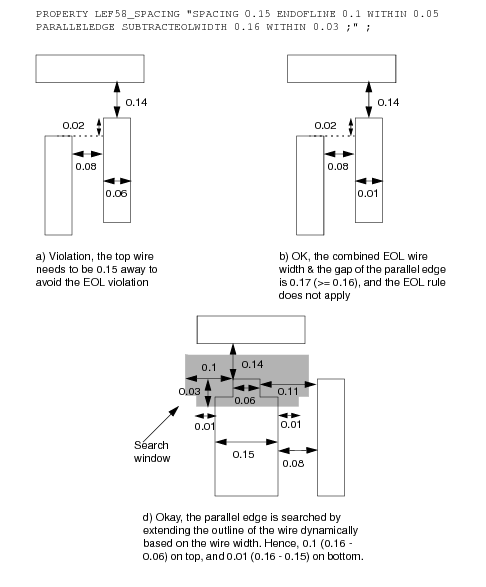 PROPERTY LEF58_SPACING "SPACING 0.15 ENDOFLINE 0.1 WITHIN 0.05
PARALLELEDGE SUBTRACTEOLWIDTH 0.16 WITHIN 0.03 ;" ;
0.14
0.02
0.08
0.06
a) Violation, the top wire
needs to be 0.15 away to
avoid the EOL violation
0.14
0.02
0.08
0.01
b) OK, the combined EOL wire
width & the gap of the parallel edge
is 0.17 (>= 0.16), and the EOL rule
does not apply
0.1
0.14
0.03
0.06
0.11
0.01
0.01
Search
window
0.15
0.08
d) Okay, the parallel edge is searched by
extending the outline of the wire dynamically
based on the wire width. Hence, 0.1 (0.16 -
0.06) on top, and 0.01 (0.16 - 0.15) on bottom.